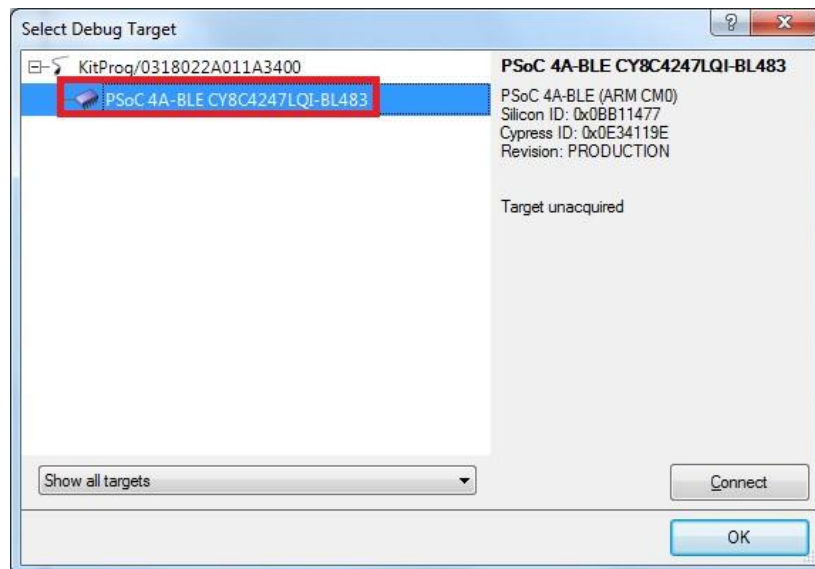 Select Debug Target
KitProg/0318022A011A3400
PSoC 4A-BLE CY8C4247LQI-BL483
PSoC 4A-BLE CY8C4247LQI-BL483
PSoC 4A-BLE (ARM CM0)
Silicon ID: 0x0BB11477
Cypress ID: 0x0E34119E
Revision: PRODUCTION
Target unacquired
Show all targets
Connect
OK